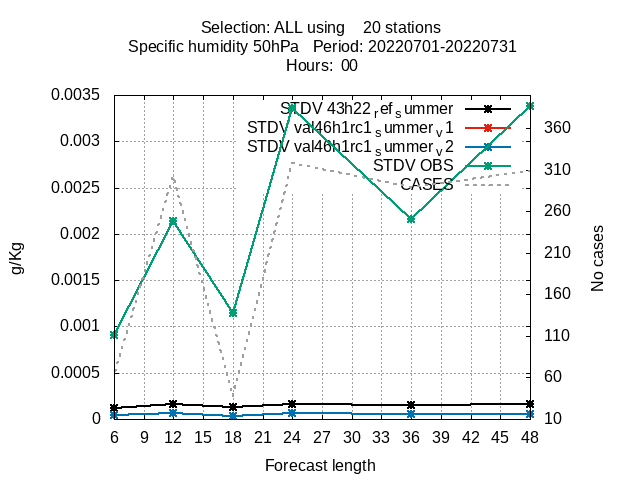 Selection: ALL using    20 stations
Specific humidity 50hPa   Period: 20220701-20220731
Hours:  00
0.0035
0.003
0.0025
0.002
0.0015
0.001
0.0005
0
g/Kg
STDV 43h22_ref_summer
STDV val46h1rc1_summer_v1
STDV val46h1rc1_summer_v2
STDV OBS
CASES
360
310
260
210
160
110
60
10
No cases
6 9 12 15 18 21 24 27 30 33 36 39 42 45 48
Forecast length